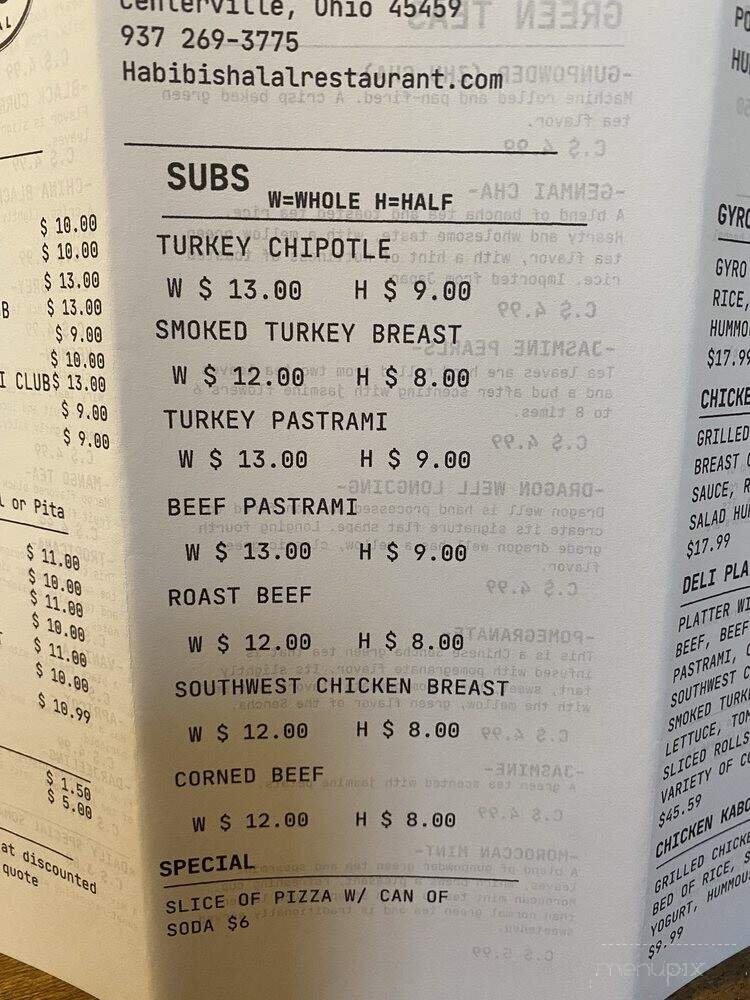 Centerville, Ohio 45459
937 269-3775
Habibishalalrestaurant.com
SUBS W=WHOLE H=HALF
TURKEY CHIPOTLE
W $ 13.00 H $ 9.00
SMOKED TURKEY BREAST
W $ 12.00 H $ 8.00
TURKEY PASTRAMI
W $ 13.00 H $ 9.00
BEEF PASTRAMI
W $ 13.00 H $ 9.00
ROAST BEEF
W $ 12.00 H $ 8.00
SOUTHWEST CHICKEN BREAST
W $ 12.00 H $ 8.00
CORNED BEEF
W $ 12.00 H $ 8.00
SPECIAL
SLICE OF PIZZA W/ CAN OF
SODA $6
$ 10.00
$ 10.00
$ 13.00
$ 13.00
$ 9.00
$ 10.00
CLUB$ 13.00
$ 9.00
$ 9.00
or Pita
$ 11.00
$ 10.00
$ 11.00
$ 10.00
$ 11.00
$ 10.00
$ 10.99
$ 1.50
$ 5.00
at discounted
quote
GYRO
GYRO
RICE,
HUMMO
$17.99
CHICKE
GRILLED
BREAST
SAUCE,
SALAD HU
$17.99
DELI PLA
PLATTER WI
BEEF, BEEF
PASTRAMI,
SOUTHWEST C
SMOKED TURKE
LETTUCE, TOM
SLICED ROLLS
VARIETY OF CO
$45.59
CHICKEN KABO
GRILLED CHICKE
BED OF RICE, S
YOGURT, HUMMOU
$9.99
menupix